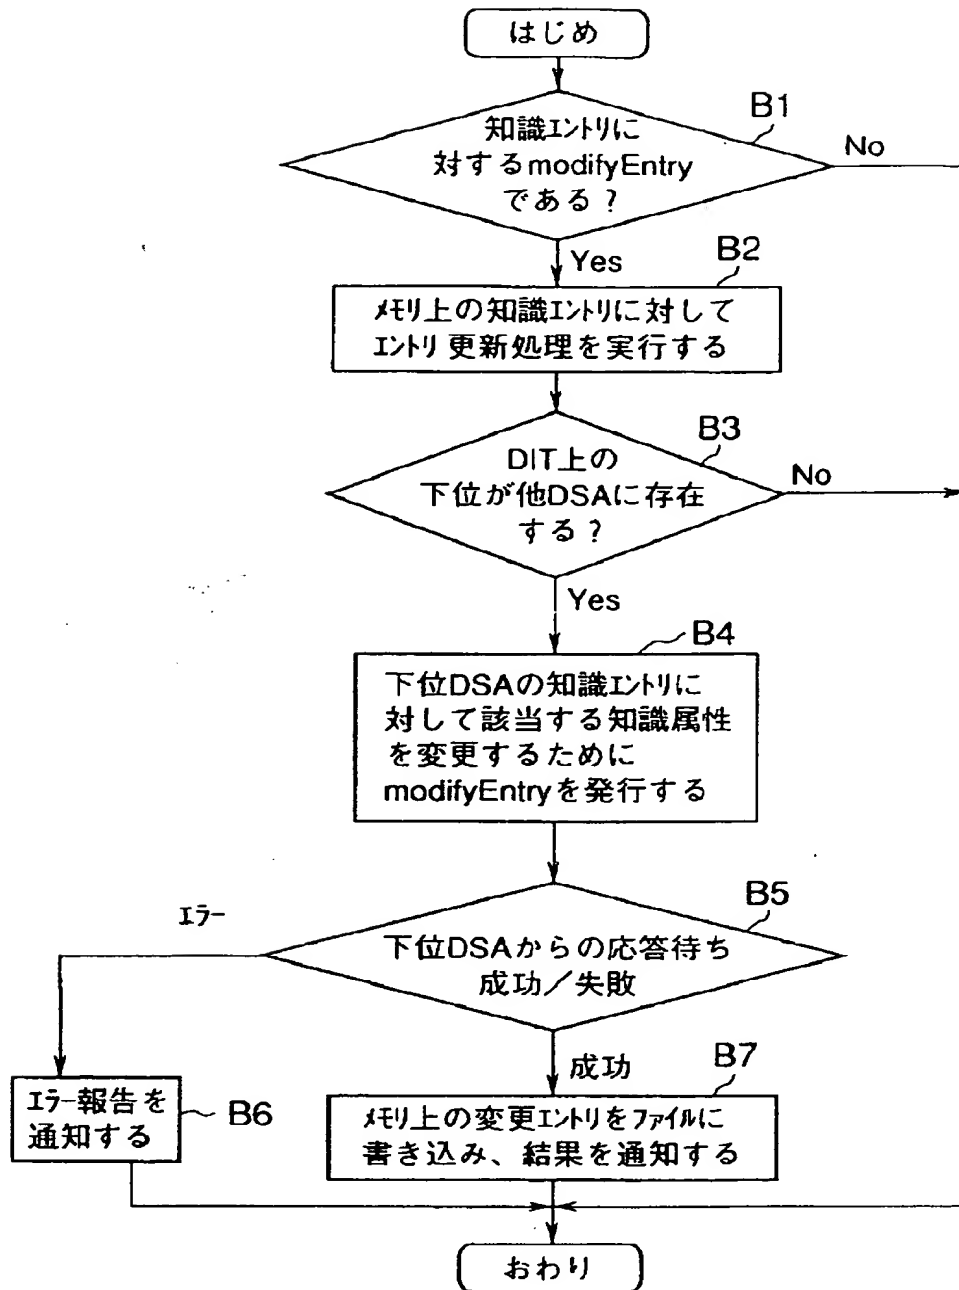 はじめ
B1
知識エントリに
対するmodifyEntry
である？
No
Yes
B2
メモリ上の知識エントリに対して
エントリ更新処理を実行する
B3
DIT上の
下位が他DSAに存在
する？
No
Yes
B4
下位DSAの知識エントリに
対して該当する知識属性
を変更するために
modifyEntryを発行する
B5
エラー
下位DSAからの応答待ち
成功／失敗
成功
B7
エラー報告を
通知する
B6
メモリ上の変更エントリをファイルに
書き込み、結果を通知する
おわり